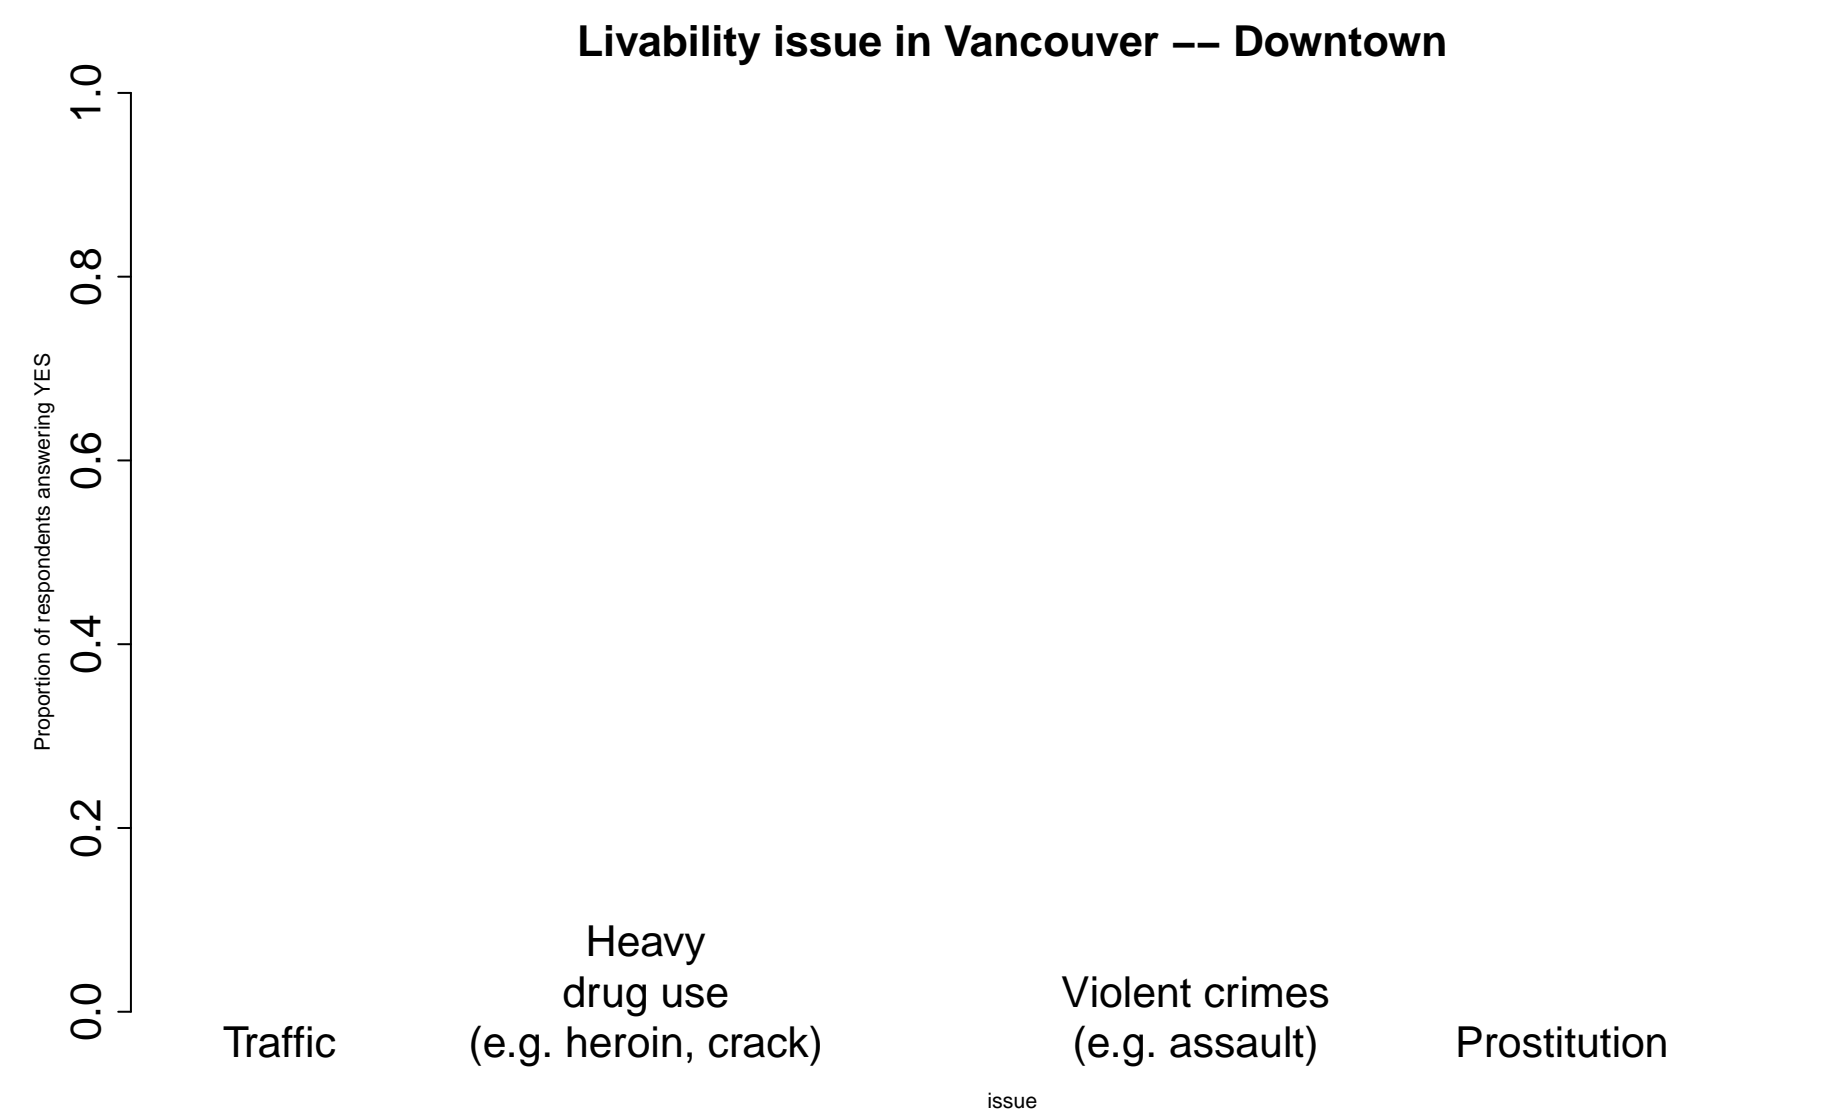 Livability issue in Vancouver −− Downtown
1.0
0.8
0.6
0.4
0.2
0.0
Proportion of respondents answering YES
Traffic
Heavy
drug use
(e.g. heroin, crack)
Violent crimes
(e.g. assault)
Prostitution
issue